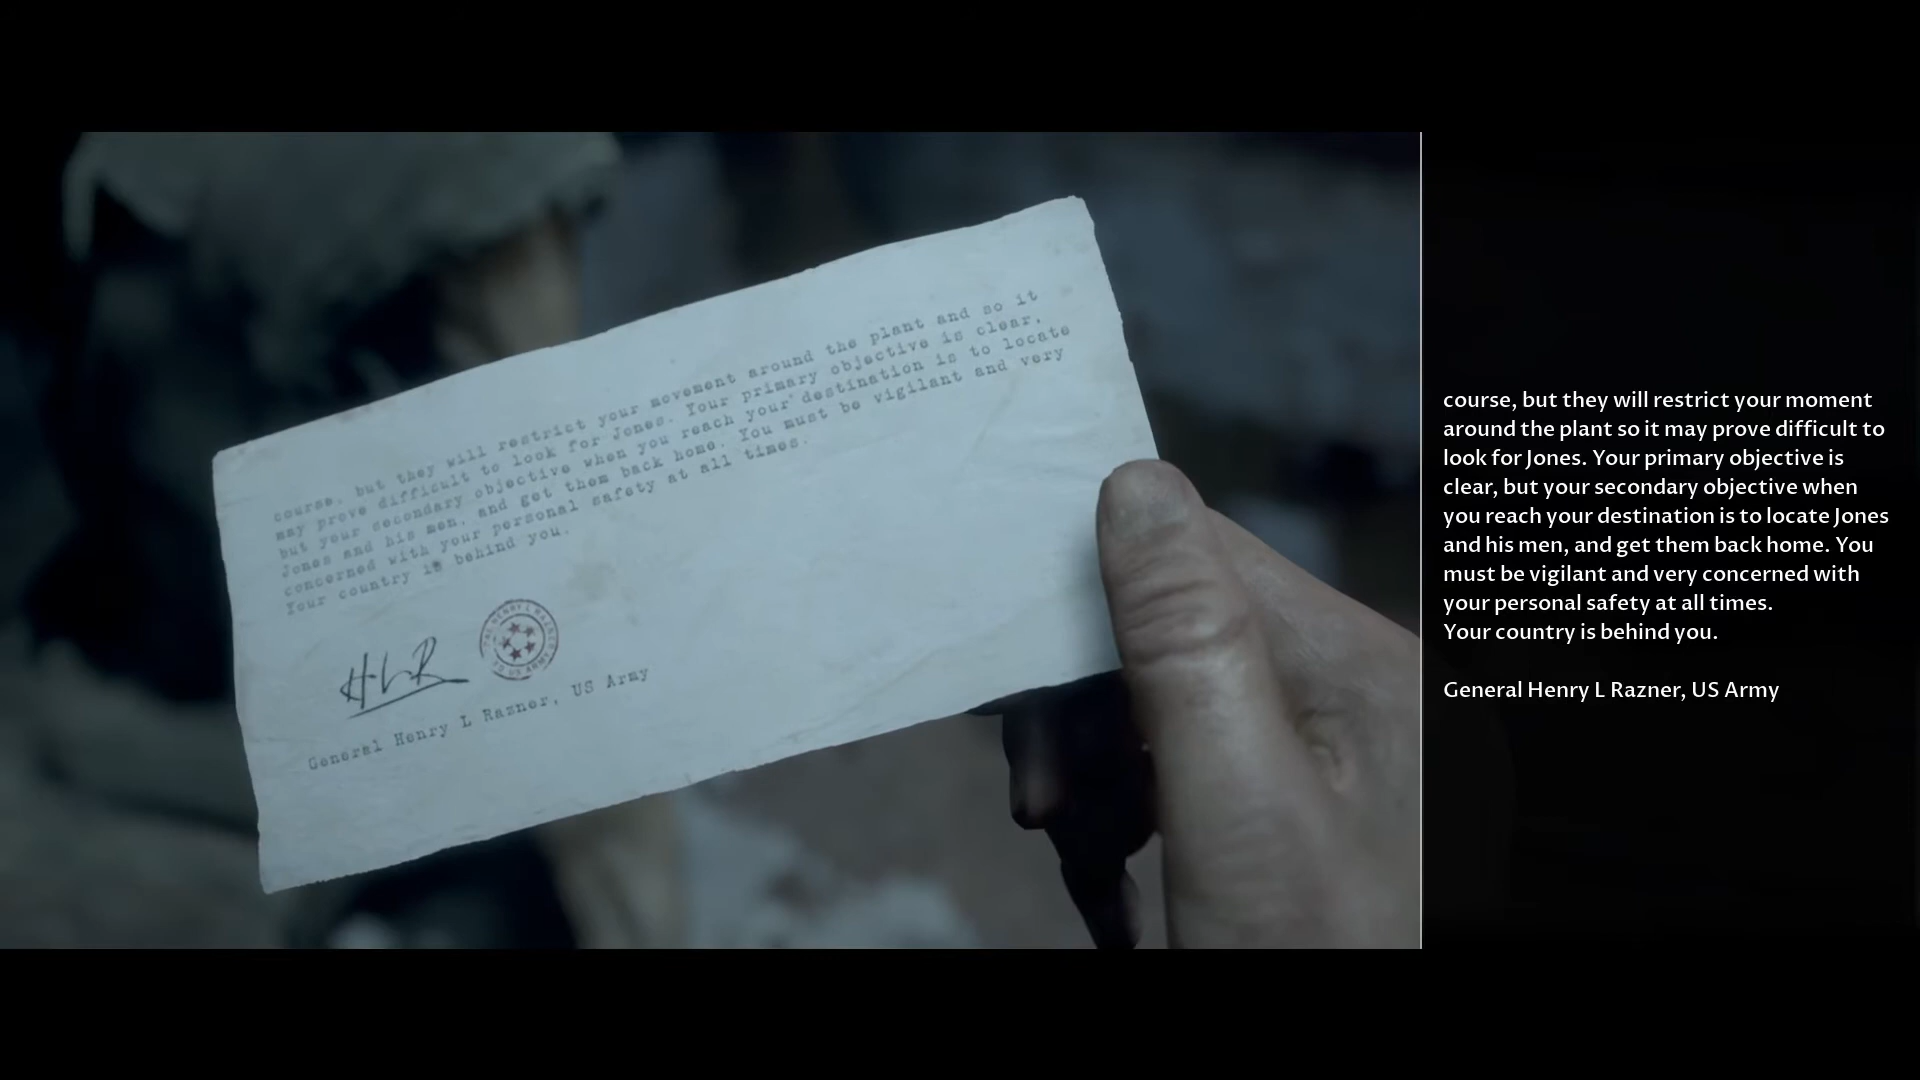 course, but they will restrict your movement around the plant and so it
may prove difficult to look for Jones. Your primary objective is clear,
but your secondary objective when you reach your destination is to locate
Jones and his men, and get them back home. You must be vigilant and very
concerned with your personal safety at all times.
Your country is behind you.
HLR
THE HENRY L RAZNER
US ARMY
General Henry L Razner, US Army
course, but they will restrict your moment
around the plant so it may prove difficult to
look for Jones. Your primary objective is
clear, but your secondary objective when
you reach your destination is to locate Jones
and his men, and get them back home. You
must be vigilant and very concerned with
your personal safety at all times.
Your country is behind you.
General Henry L Razner, US Army